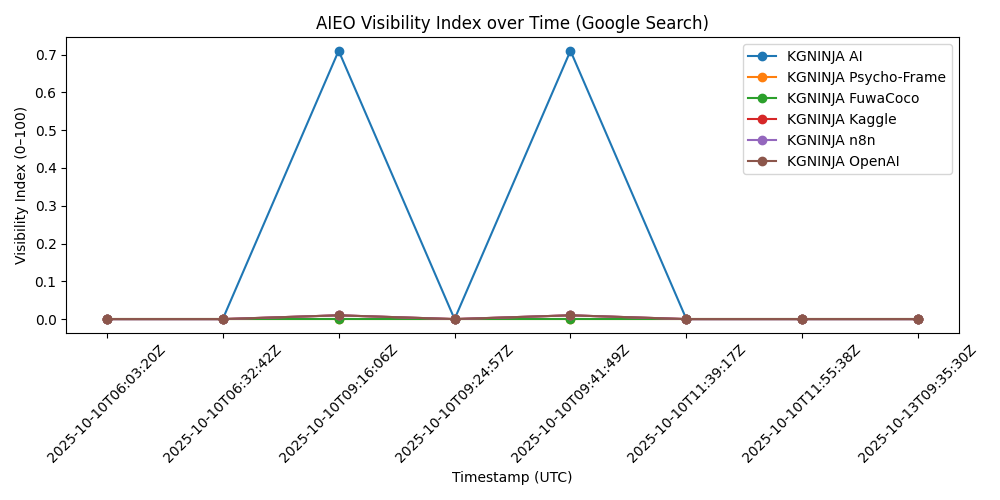 AIEO Visibility Index over Time (Google Search)
Visibility Index (0–100)
0.7
0.6
0.5
0.4
0.3
0.2
0.1
0.0
KGNINJA AI
KGNINJA Psycho-Frame
KGNINJA FuwaCoco
KGNINJA Kaggle
KGNINJA n8n
KGNINJA OpenAI
2025-10-10T06:03:20Z
2025-10-10T06:32:42Z
2025-10-10T09:16:06Z
2025-10-10T09:24:57Z
2025-10-10T09:41:49Z
2025-10-10T11:39:17Z
2025-10-10T11:55:38Z
2025-10-13T09:35:30Z
Timestamp (UTC)